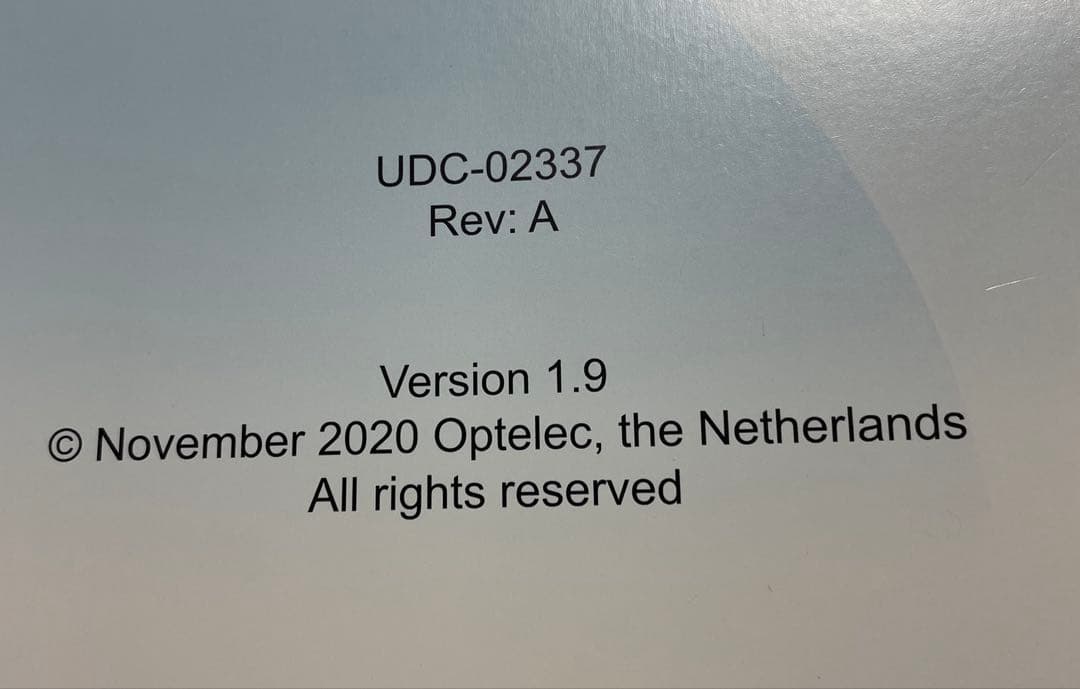 UDC-02337
Rev: A
Version 1.9
© November 2020 Optelec, the Netherlands
All rights reserved